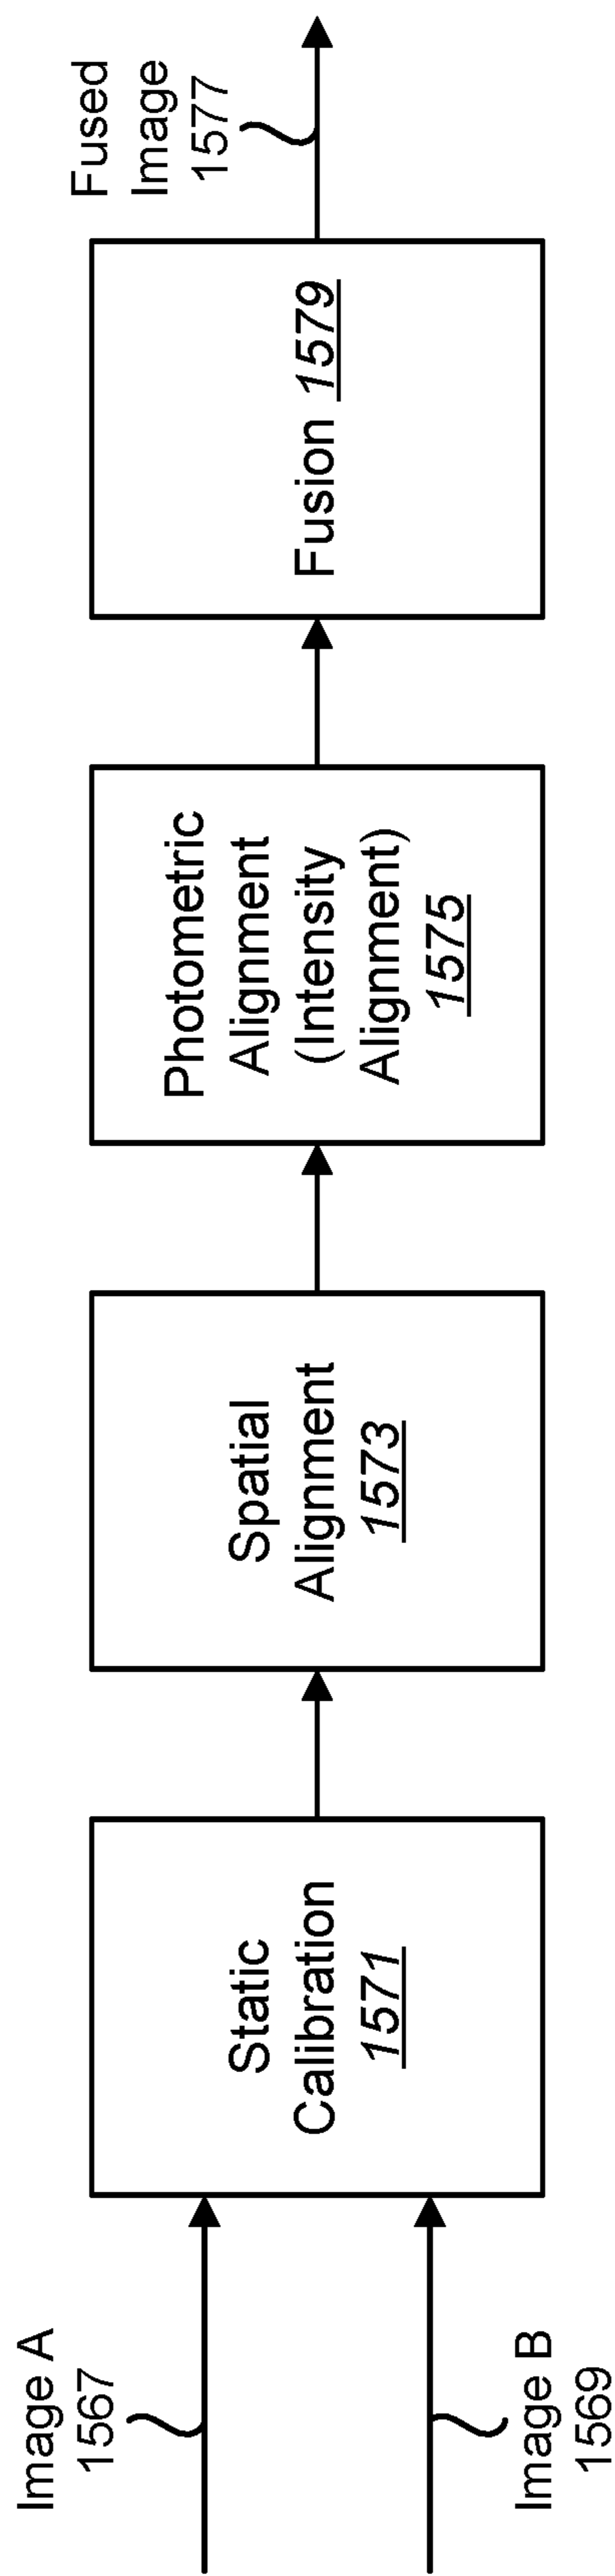 Image A
1567
Image B
1569
Static
Calibration
1571
Spatial
Alignment
1573
Photometric
Alignment
(Intensity
Alignment)
1575
Fusion 1579
Fused
Image
1577